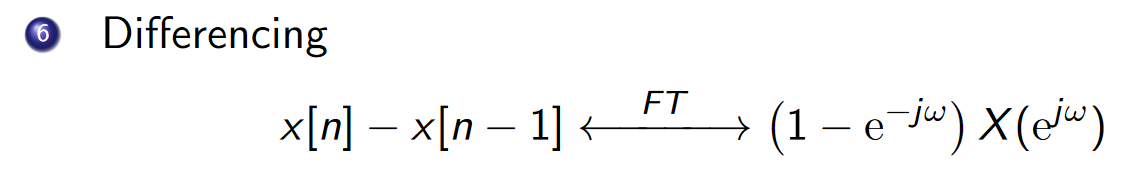 6 Differencing
x[n] − x[n − 1] ⟷^{FT} (1 − e^{−jω}) X(e^{jω})